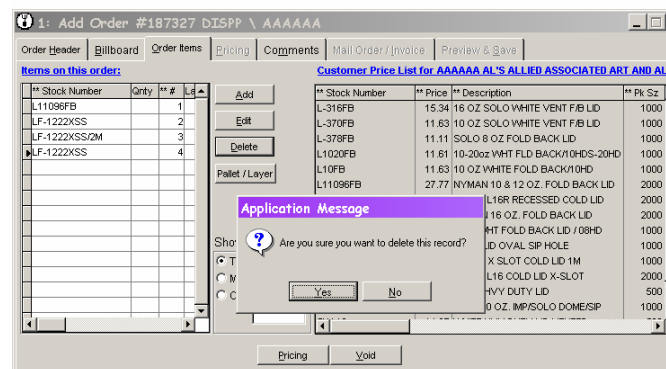 1: Add Order #187327 DISPP \ AAAAAA
Order Header Billboard Order Items Pricing Comments Mail Order / Invoice Preview & Save
Items on this order:
** Stock Number Qnty ** # Le
L11096FB 1
LF-1222XSS 2
LF-1222XSS/2M 3
LF-1222XSS 4
Add
Edit
Delete
Pallet / Layer
Customer Price List for AAAAAA AL'S ALLIED ASSOCIATED ART AND AL
** Stock Number ** Price ** Description ** Pk Sz
L-316FB 15.34 16 OZ SOLO WHITE VENT F/B LID 1000
L-370FB 11.63 10 OZ SOLO WHITE VENT F/B LID 1000
L-378FB 11.11 SOLO 8 OZ FOLD BACK LID 1000
L1020FB 11.61 10-20oz WHT FLD BACK/10HDS-20HD 1000
L10FB 11.63 10 OZ WHITE FOLD BACK/10HD 1000
L11096FB 27.77 NYMAN 10 & 12 OZ. FOLD BACK LID 2000
L16R RECESSED COLD LID 2000
16 OZ. FOLD BACK LID 2000
HT FOLD BACK LID / 08HD 1000
ID OVAL SIP HOLE 1000
X SLOT COLD LID 1M 1000
L16 COLD LID X-SLOT 2000
HVY DUTY LID 500
0 OZ. IMP/SOLO DOME/SIP 1000
Sho
T
M
C
Application Message
Are you sure you want to delete this record?
Yes No
Pricing Void